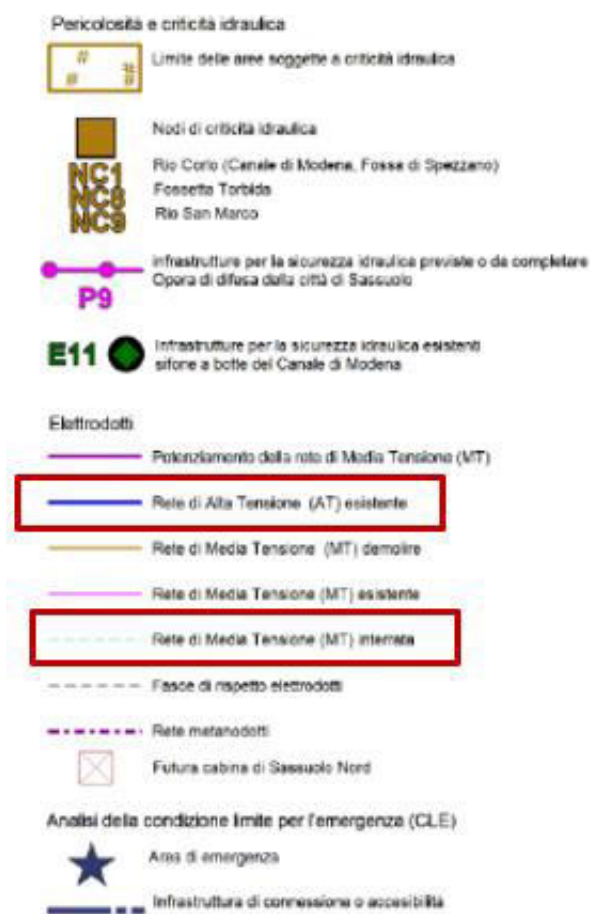 Pericolosità e criticità idraulica
#
#
#
#
Limite delle aree soggette a criticità idraulica
Nodi di criticità idraulica
NC1
Rio Corlo (Canale di Modena, Fossa di Spezzano)
NC8
Fossetta Torbida
NC9
Rio San Marco
infrastrutture per la sicurezza idraulica previste o da completare
P9
Opera di difesa della città di Sassuolo
E11
Infrastrutture per la sicurezza idraulica esistenti
sifone a botte del Canale di Modena
Elettrodotti
Potenziamento della rete di Media Tensione (MT)
Rete di Alta Tensione (AT) esistente
Rete di Media Tensione (MT) demolire
Rete di Media Tensione (MT) esistente
Rete di Media Tensione (MT) interrata
Fasce di rispetto elettrodotti
Rete metanodotti
Futura cabina di Sassuolo Nord
Analisi della condizione limite per l'emergenza (CLE)
Area di emergenza
Infrastruttura di connessione o accesibilità